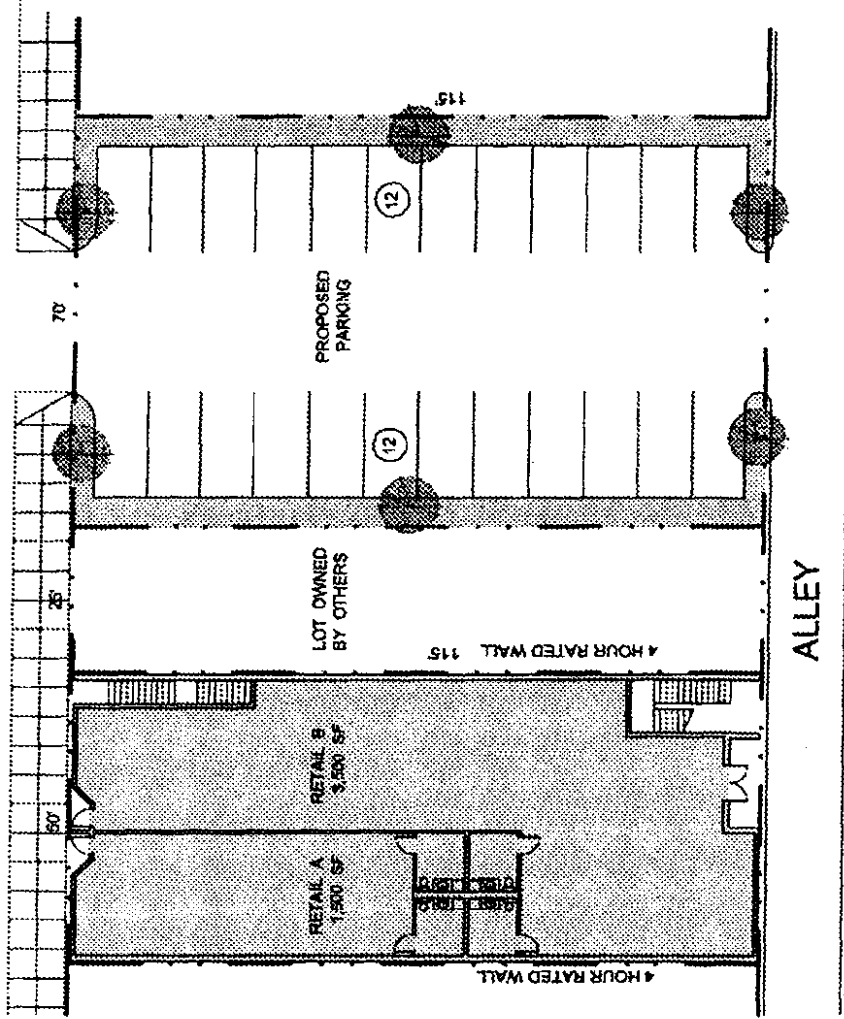 115'
12
70'
PROPOSED
PARKING
12
25'
LOT OWNED
BY OTHERS
115'
4 HOUR RATED WALL
ALLEY
RETAIL B
3,500 SF
50'
RETAIL A
1,500 SF
4 HOUR RATED WALL